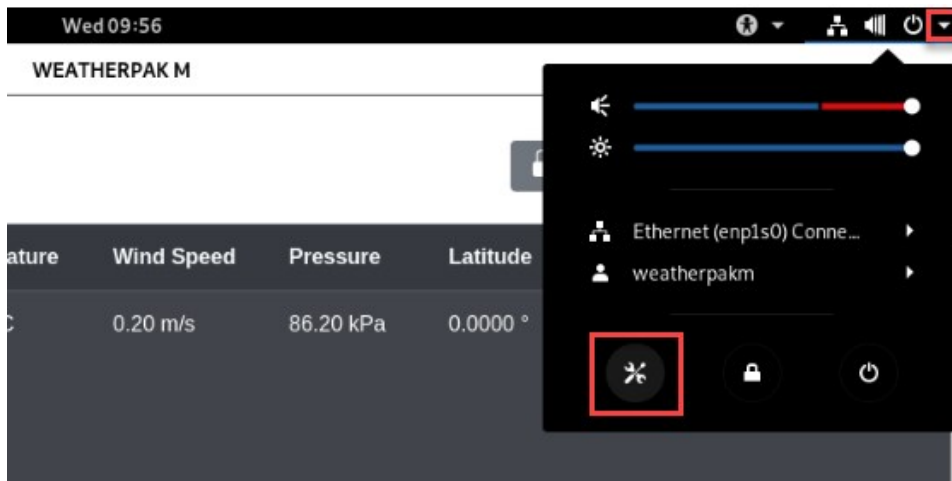 Wed 09:56
WEATHERPAK M
Ethernet (enp1s0) Conne...
weatherpakm
ature Wind Speed Pressure Latitude
C 0.20 m/s 86.20 kPa 0.0000 °